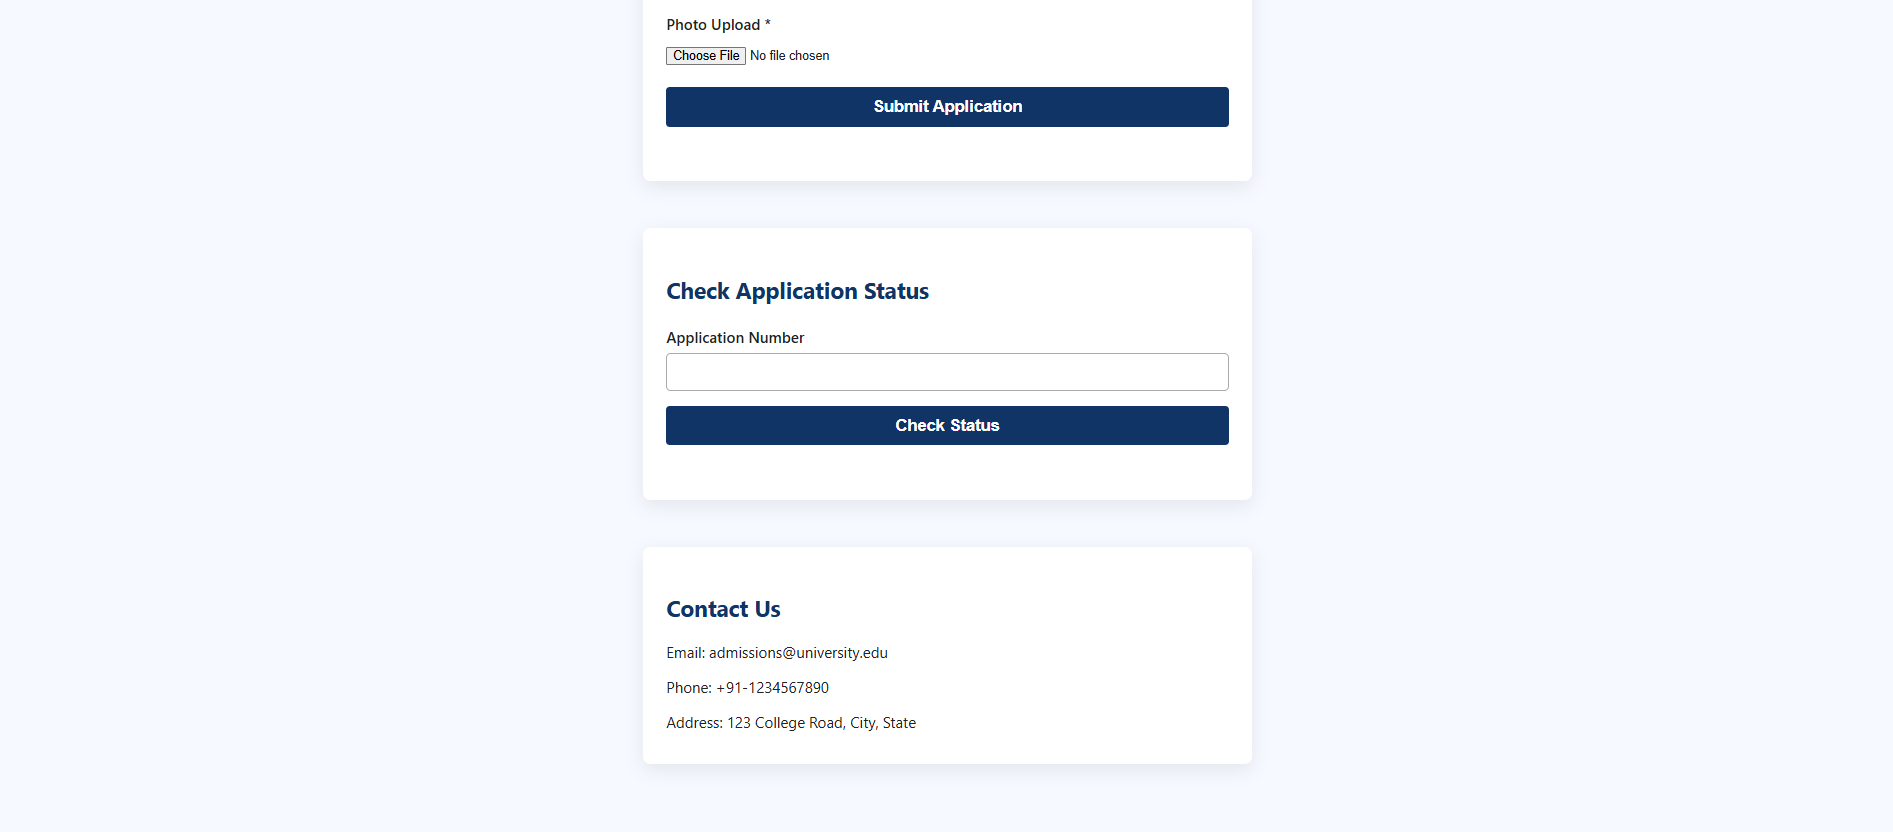 Photo Upload *
Choose File No file chosen
Submit Application
Check Application Status
Application Number
Check Status
Contact Us
Email: admissions@university.edu
Phone: +91-1234567890
Address: 123 College Road, City, State